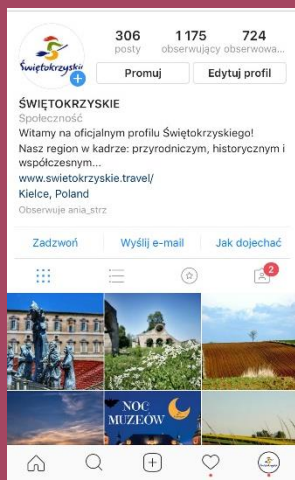 Świętokrzyskie
306 1 175 724
posty obserwujący obserwowa...
Promuj Edytuj profil
ŚWIĘTOKRZYSKIE
Społeczność
Witamy na oficjalnym profilu Świętokrzyskiego!
Nasz region w kadrze: przyrodniczym, historycznym i
współczesnym...
www.swietokrzyskie.travel/
Kielce, Poland
Obserwuje ania_strz
Zadzwoń Wyślij e-mail Jak dojechać
2
NOC
MUZEÓW